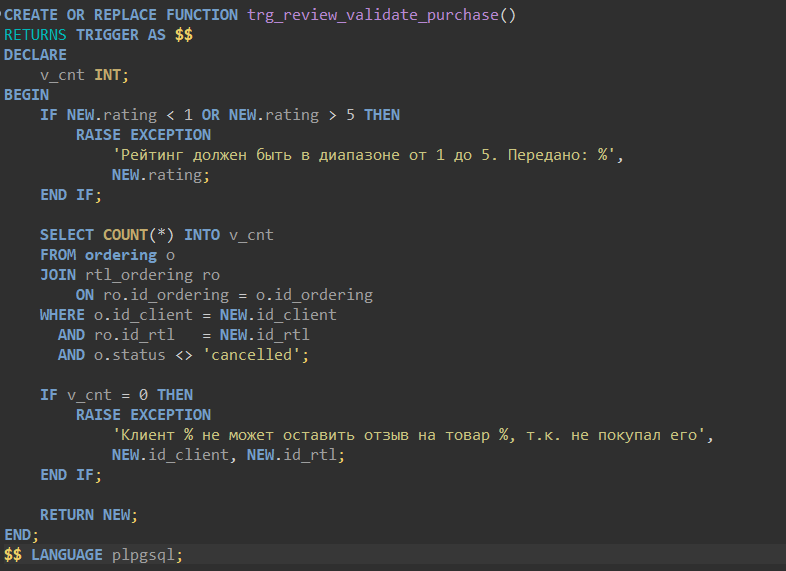 CREATE OR REPLACE FUNCTION trg_review_validate_purchase()
RETURNS TRIGGER AS $$
DECLARE
    v_cnt INT;
BEGIN
    IF NEW.rating < 1 OR NEW.rating > 5 THEN
        RAISE EXCEPTION
            'Рейтинг должен быть в диапазоне от 1 до 5. Передано: %',
            NEW.rating;
    END IF;

    SELECT COUNT(*) INTO v_cnt
    FROM ordering o
    JOIN rtl_ordering ro
        ON ro.id_ordering = o.id_ordering
    WHERE o.id_client = NEW.id_client
      AND ro.id_rtl   = NEW.id_rtl
      AND o.status <> 'cancelled';

    IF v_cnt = 0 THEN
        RAISE EXCEPTION
            'Клиент % не может оставить отзыв на товар %, т.к. не покупал его',
            NEW.id_client, NEW.id_rtl;
    END IF;

    RETURN NEW;
END;
$$ LANGUAGE plpgsql;